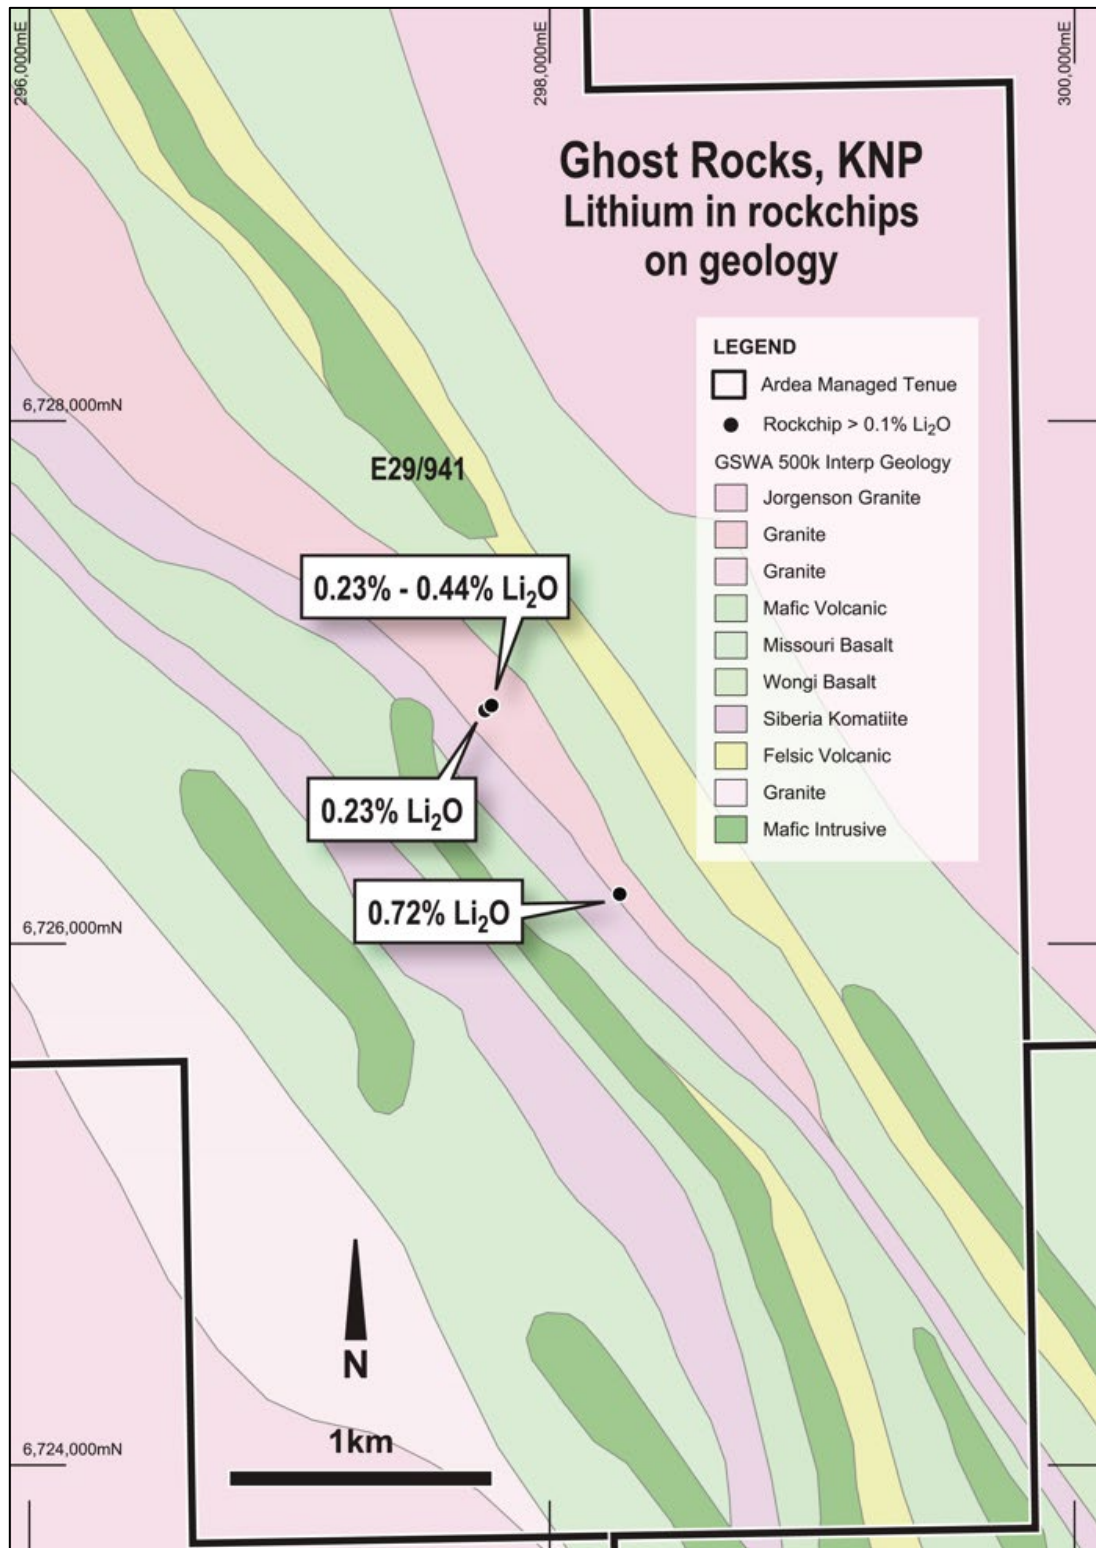 296,000mE
298,000mE
300,000mE
Ghost Rocks, KNP
Lithium in rockchips
on geology
LEGEND
Ardea Managed Tenue
Rockchip > 0.1% Li₂O
GSWA 500k Interp Geology
Jorgenson Granite
Granite
Granite
Mafic Volcanic
Missouri Basalt
Wongi Basalt
Siberia Komatiite
Felsic Volcanic
Granite
Mafic Intrusive
6,728,000mN
E29/941
0.23% - 0.44% Li₂O
0.23% Li₂O
0.72% Li₂O
6,726,000mN
N
1km
6,724,000mN